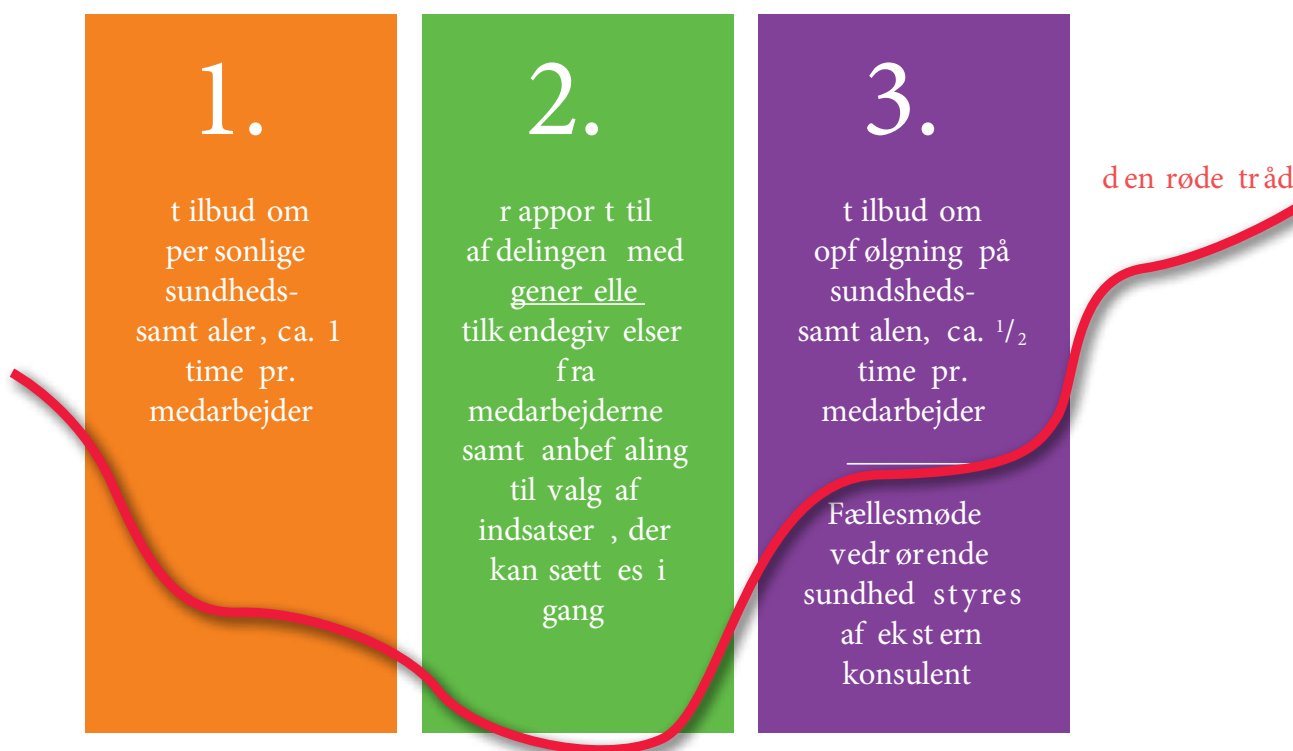 1.
tilbud om
personlige
sundheds-
samtaler, ca. 1
time pr.
medarbejder
2.
rapport til
afdelingen med
generelle
tilkendegivelser
fra
medarbejderne
samt anbefaling
til valg af
indsatser, der
kan sættes i
gang
3.
tilbud om
opfølgning på
sundsheds-
samtalen, ca. 1/2
time pr.
medarbejder
Fællesmøde
vedrørende
sundhed styres
af ekstern
konsulent
den røde tråd